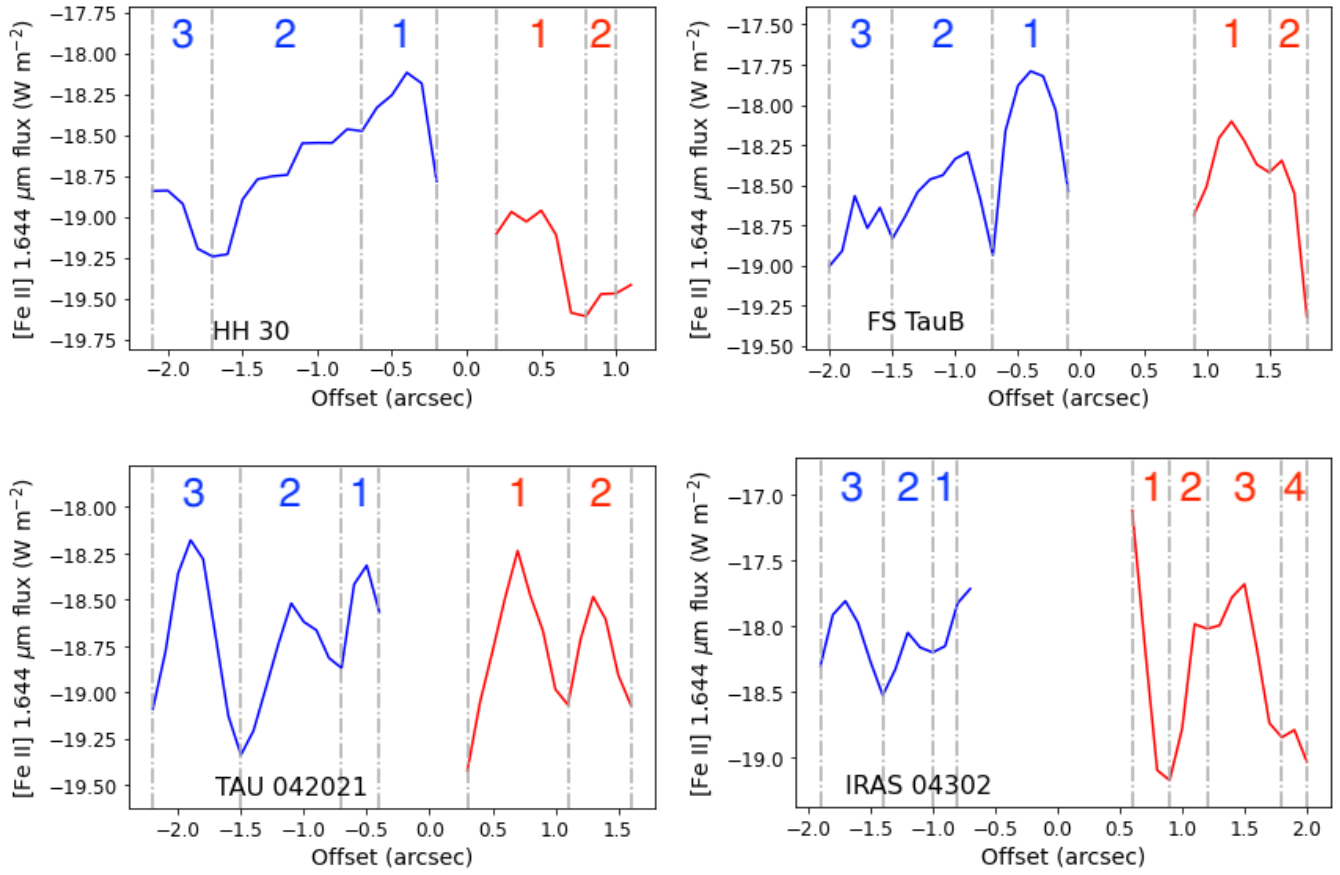 3 2 1 1 2
[Fe II] 1.644 μm flux (W m⁻²)
−17.75
−18.00
−18.25
−18.50
−18.75
−19.00
−19.25
−19.50
−19.75
HH 30
−2.0 −1.5 −1.0 −0.5 0.0 0.5 1.0
Offset (arcsec)
3 2 1 1 2
[Fe II] 1.644 μm flux (W m⁻²)
−17.50
−17.75
−18.00
−18.25
−18.50
−18.75
−19.00
−19.25
−19.50
FS TauB
−2.0 −1.5 −1.0 −0.5 0.0 0.5 1.0 1.5
Offset (arcsec)
3 2 1 1 2
[Fe II] 1.644 μm flux (W m⁻²)
−18.00
−18.25
−18.50
−18.75
−19.00
−19.25
−19.50
TAU 042021
−2.0 −1.5 −1.0 −0.5 0.0 0.5 1.0 1.5
Offset (arcsec)
3 2 1 1 2 3 4
[Fe II] 1.644 μm flux (W m⁻²)
−17.0
−17.5
−18.0
−18.5
−19.0
IRAS 04302
−2.0 −1.5 −1.0 −0.5 0.0 0.5 1.0 1.5 2.0
Offset (arcsec)